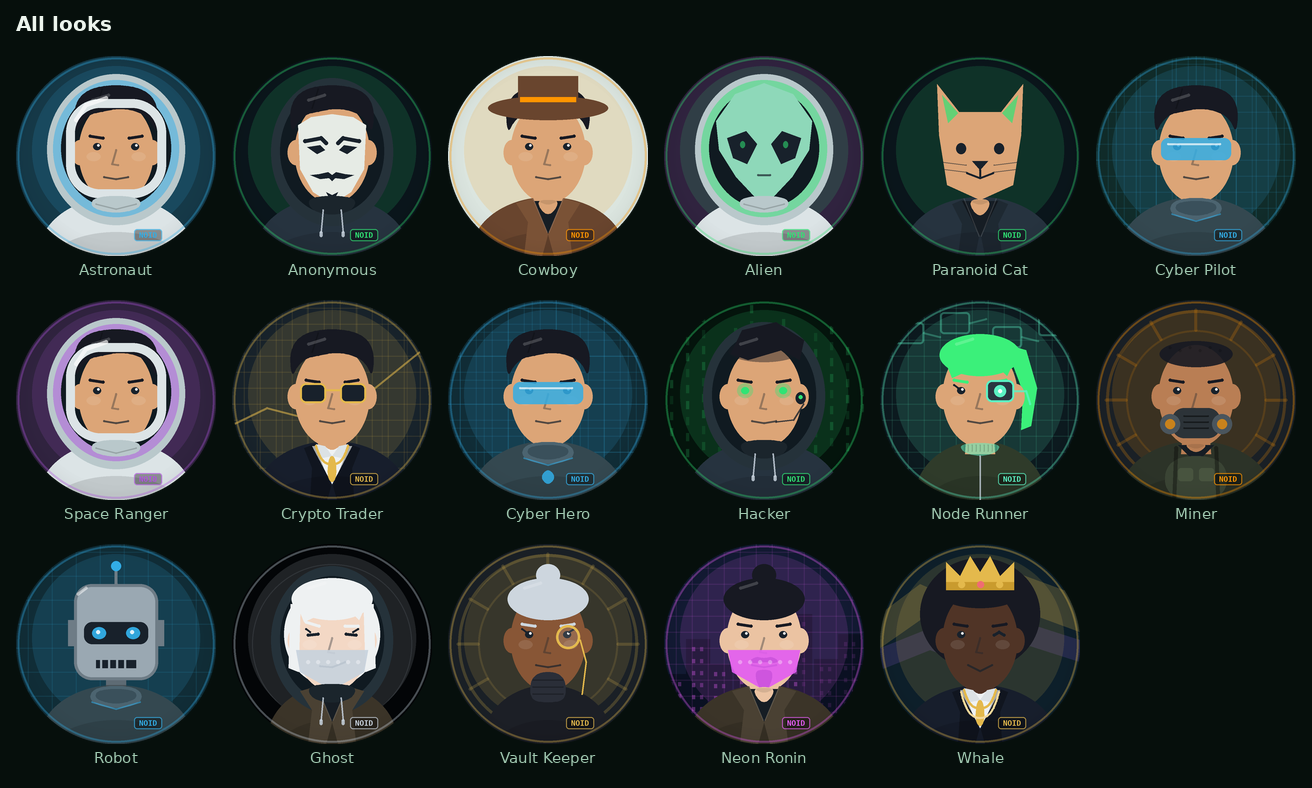 All looks
Astronaut
NOID
Anonymous
NOID
Cowboy
NOID
Alien
NOID
Paranoid Cat
NOID
Cyber Pilot
Space Ranger
NOID
Crypto Trader
NOID
Cyber Hero
NOID
Hacker
NOID
Node Runner
NOID
Miner
NOID
Robot
NOID
Ghost
NOID
Vault Keeper
NOID
Neon Ronin
NOID
Whale